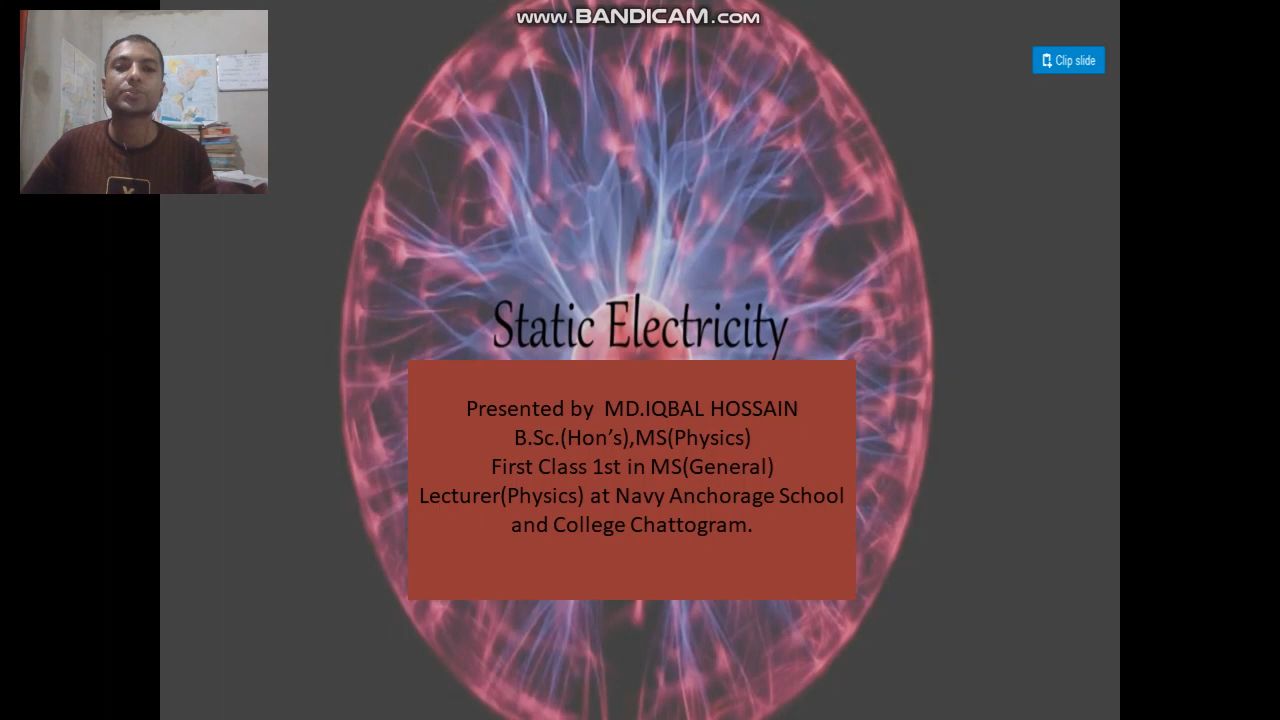 www.BANDICAM.com
Clip slide
Static Electricity
Presented by MD.IQBAL HOSSAIN
B.Sc.(Hon’s),MS(Physics)
First Class 1st in MS(General)
Lecturer(Physics) at Navy Anchorage School
and College Chattogram.